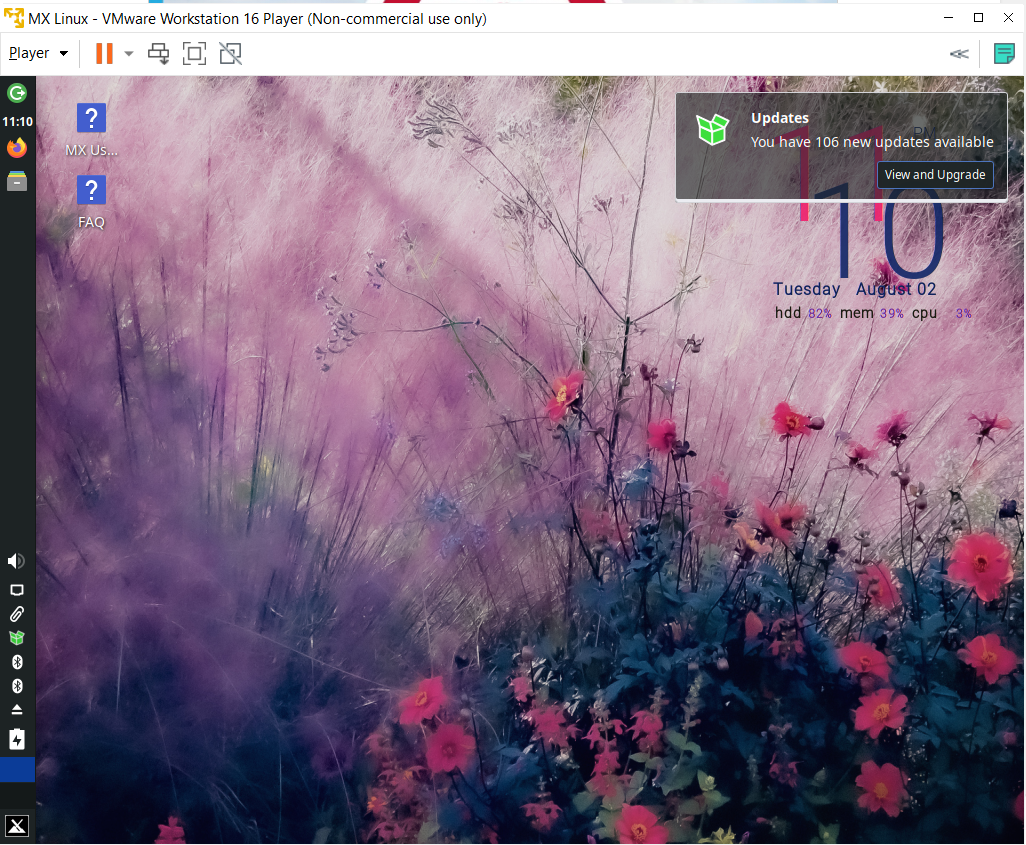 MX Linux - VMware Workstation 16 Player (Non-commercial use only)
Player
11:10
MX Us...
FAQ
Updates
You have 106 new updates available
View and Upgrade
11
PM
10
Tuesday August 02
hdd 82% mem 39% cpu 3%